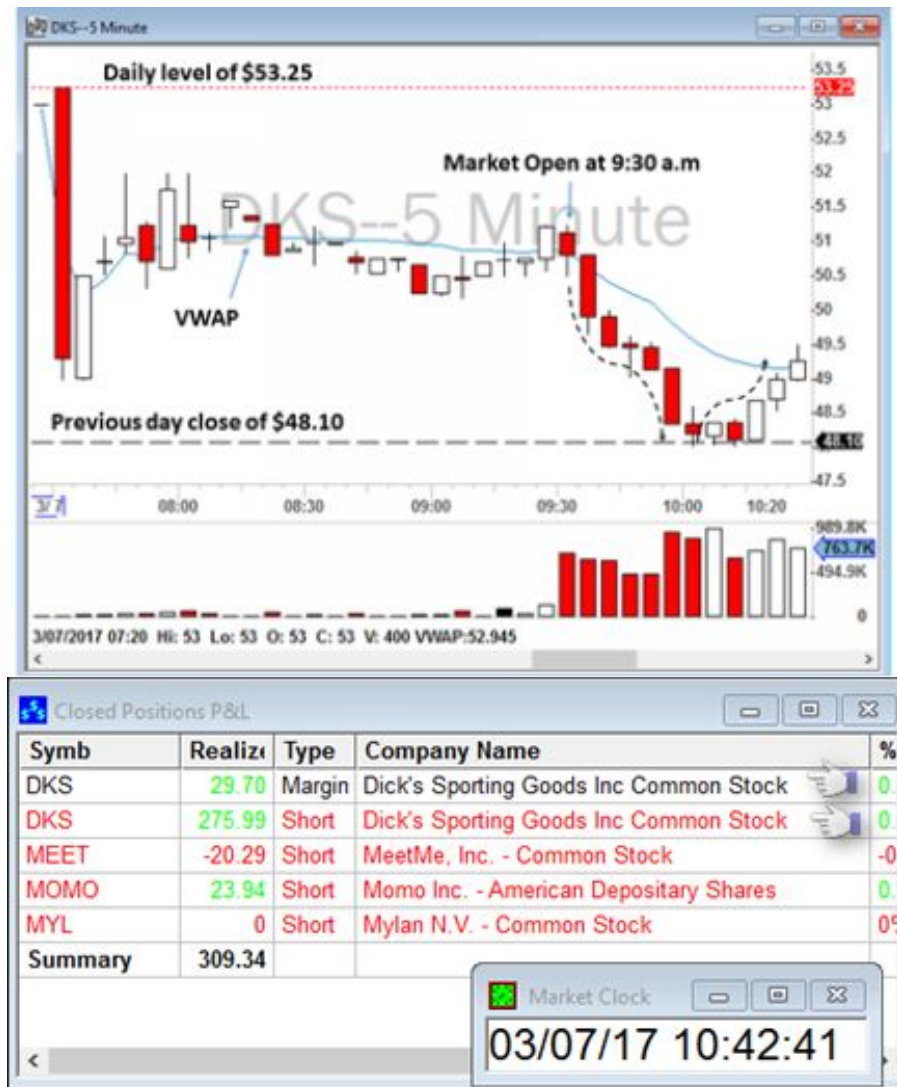 DKS--5 Minute
Daily level of $53.25
53.5
53.25
53
52.5
Market Open at 9:30 a.m
52
DKS--5 Minute
51.5
51
50.5
VWAP
50
49.5
49
Previous day close of $48.10
48.5
48.10
47.5
3/7
08:00 08:30 09:00 09:30 10:00 10:20
989.8K
763.7K
494.9K
0
3/07/2017 07:20 Hi: 53 Lo: 53 O: 53 C: 53 V: 400 VWAP:52.945
Closed Positions P&L
Symb Realize Type Company Name %
DKS 29.70 Margin Dick's Sporting Goods Inc Common Stock 0.
DKS 275.99 Short Dick's Sporting Goods Inc Common Stock 0.
MEET -20.29 Short MeetMe, Inc. - Common Stock -0
MOMO 23.94 Short Momo Inc. - American Depositary Shares 0.
MYL 0 Short Mylan N.V. - Common Stock 0%
Summary 309.34
Market Clock
03/07/17 10:42:41